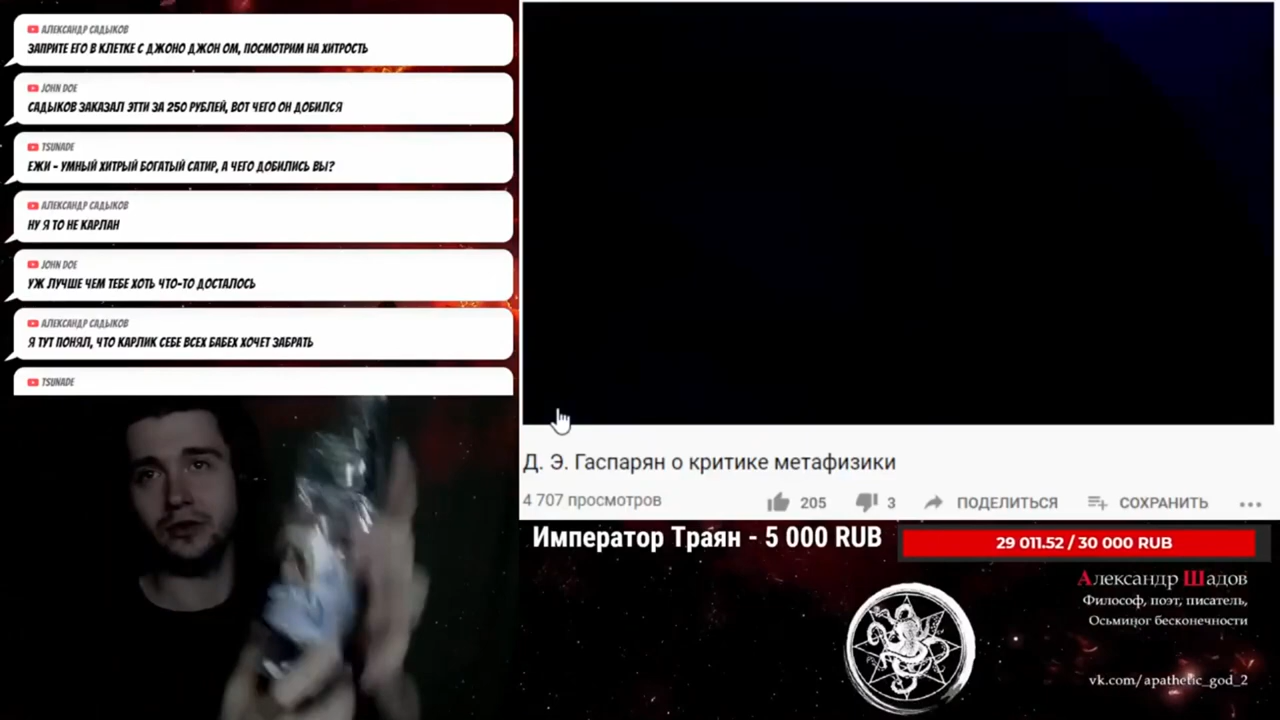 АЛЕКСАНДР САДЫКОВ
ЗАПРИТЕ ЕГО В КЛЕТКЕ С ДЖОНО ДЖОН ОМ, ПОСМОТРИМ НА ХИТРОСТЬ
JOHN DOE
САДЫКОВ ЗАКАЗАЛ ЭТТИ ЗА 250 РУБЛЕЙ, ВОТ ЧЕГО ОН ДОБИЛСЯ
TSUNADE
ЕЖИ - УМНЫЙ ХИТРЫЙ БОГАТЫЙ САТИР, А ЧЕГО ДОБИЛИСЬ ВЫ?
АЛЕКСАНДР САДЫКОВ
НУ Я ТО НЕ КАРЛАН
JOHN DOE
УЖ ЛУЧШЕ ЧЕМ ТЕБЕ ХОТЬ ЧТО-ТО ДОСТАЛОСЬ
АЛЕКСАНДР САДЫКОВ
Я ТУТ ПОНЯЛ, ЧТО КАРЛИК СЕБЕ ВСЕХ БАБЕХ ХОЧЕТ ЗАБРАТЬ
TSUNADE
Д. Э. Гаспарян о критике метафизики
4 707 просмотров
205
3
ПОДЕЛИТЬСЯ
СОХРАНИТЬ
Император Траян - 5 000 RUB
29 011.52 / 30 000 RUB
Александр Шадов
Философ, поэт, писатель,
Осьминог бесконечности
vk.com/apathetic_god_2